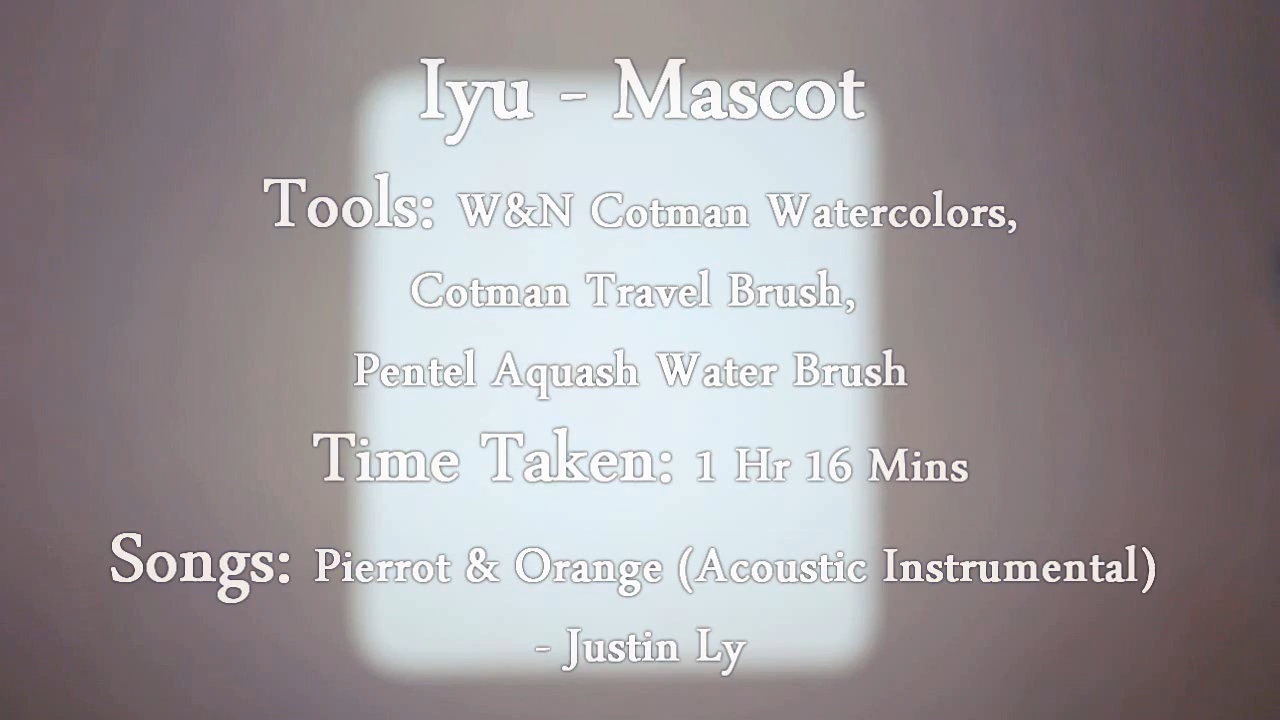 Iyu - Mascot
Tools: W&N Cotman Watercolors,
Cotman Travel Brush,
Pentel Aquash Water Brush
Time Taken: 1 Hr 16 Mins
Songs: Pierrot & Orange (Acoustic Instrumental)
- Justin Ly